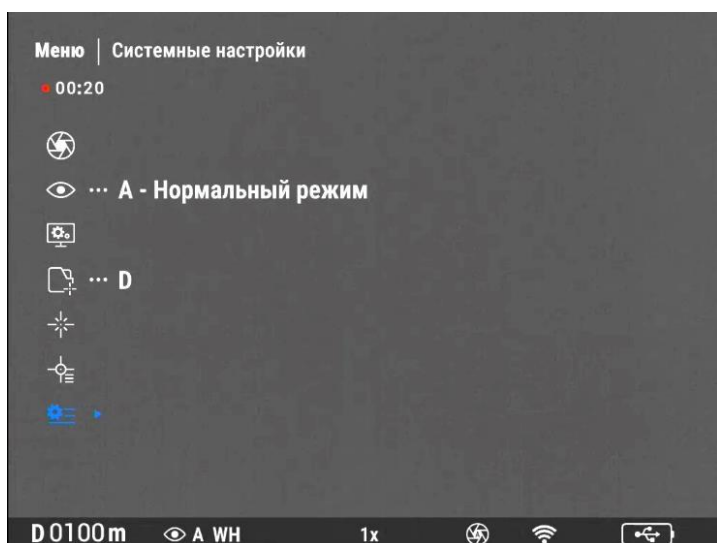 Меню | Системные настройки
00:20
... A - Нормальный режим
... D
D0100m A WH 1x